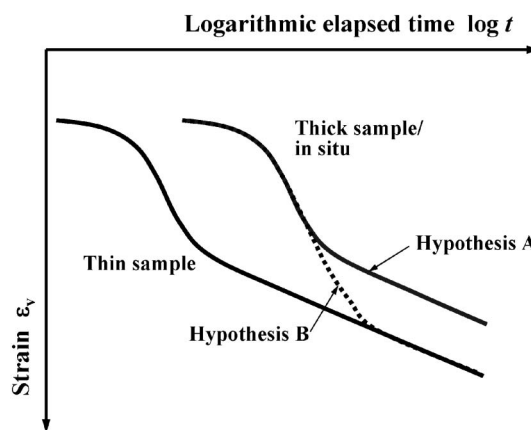 Logarithmic elapsed time log t
Thick sample/
in situ
Hypothesis A
Thin sample
Hypothesis B
Strain εv